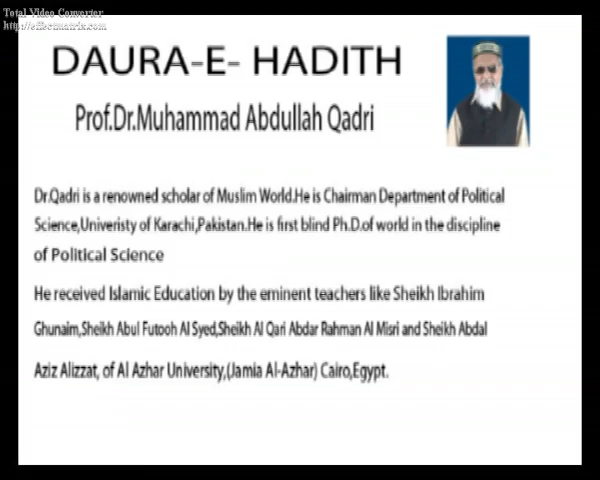 Total Video Converter
http://effectmatrix.com
DAURA-E- HADITH
Prof.Dr.Muhammad Abdullah Qadri
Dr.Qadri is a renowned scholar of Muslim World.He is Chairman Department of Political
Science,Univeristy of Karachi,Pakistan.He is first blind Ph.D.of world in the discipline
of Political Science
He received Islamic Education by the eminent teachers like Sheikh Ibrahim
Ghunaim,Sheikh Abul Futooh Al Syed,Sheikh Al Qari Abdar Rahman Al Misri and Sheikh Abdal
Aziz Alizzat, of Al Azhar University,(Jamia Al-Azhar) Cairo,Egypt.